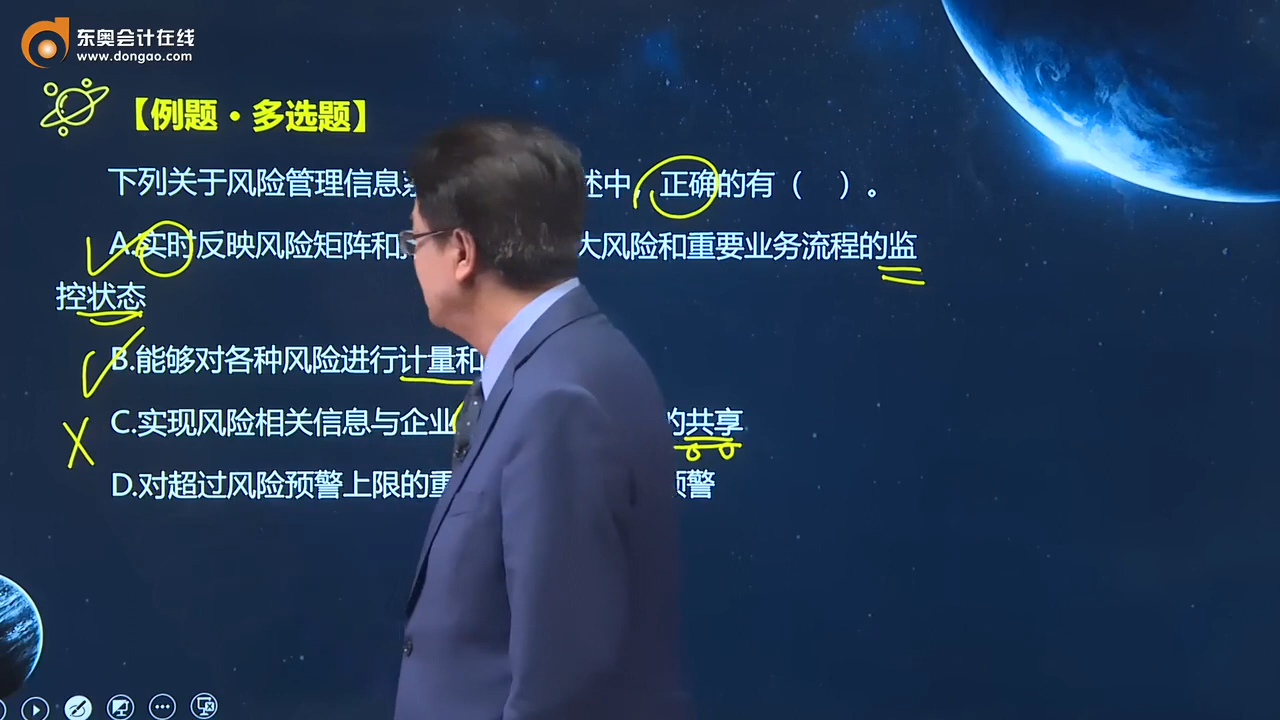 东奥会计在线
www.dongao.com
【例题·多选题】
下列关于风险管理信息 述中,正确的有( )。
A.实时反映风险矩阵和 大风险和重要业务流程的监
控状态
B.能够对各种风险进行计量和
C.实现风险相关信息与企业 的共享
D.对超过风险预警上限的重 预警